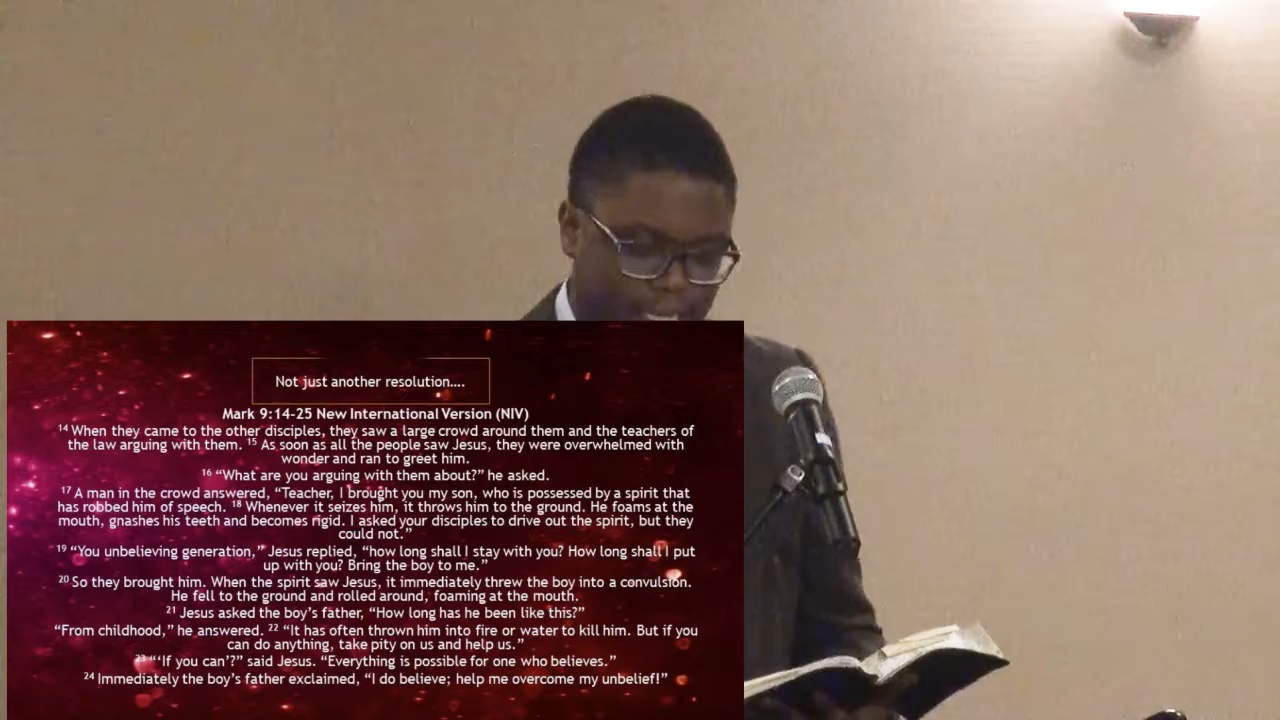 Not just another resolution....
Mark 9:14-25 New International Version (NIV)
14 When they came to the other disciples, they saw a large crowd around them and the teachers of
the law arguing with them. 15 As soon as all the people saw Jesus, they were overwhelmed with
wonder and ran to greet him.
16 “What are you arguing with them about?” he asked.
17 A man in the crowd answered, “Teacher, I brought you my son, who is possessed by a spirit that
has robbed him of speech. 18 Whenever it seizes him, it throws him to the ground. He foams at the
mouth, gnashes his teeth and becomes rigid. I asked your disciples to drive out the spirit, but they
could not.”
19 “You unbelieving generation,” Jesus replied, “how long shall I stay with you? How long shall I put
up with you? Bring the boy to me.”
20 So they brought him. When the spirit saw Jesus, it immediately threw the boy into a convulsion.
He fell to the ground and rolled around, foaming at the mouth.
21 Jesus asked the boy’s father, “How long has he been like this?”
“From childhood,” he answered. 22 “It has often thrown him into fire or water to kill him. But if you
can do anything, take pity on us and help us.”
23 “‘If you can’?” said Jesus. “Everything is possible for one who believes.”
24 Immediately the boy’s father exclaimed, “I do believe; help me overcome my unbelief!”